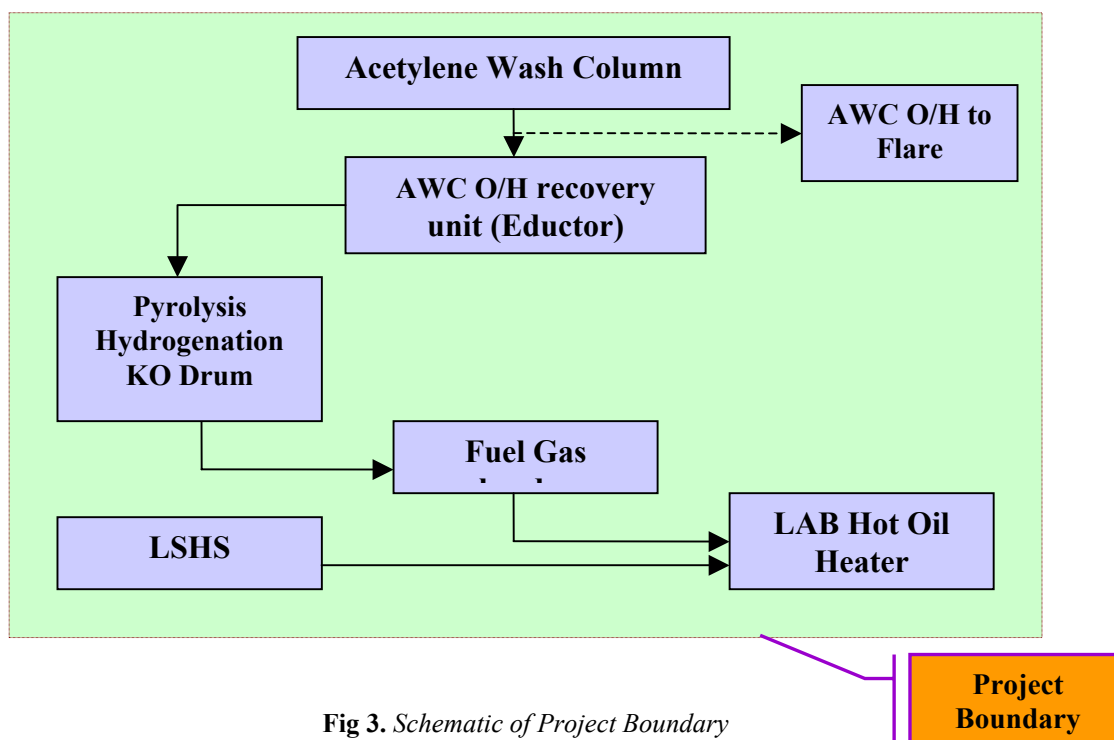 Acetylene Wash Column
AWC O/H to
Flare
AWC O/H recovery
unit (Eductor)
Pyrolysis
Hydrogenation
KO Drum
Fuel Gas
LSHS
LAB Hot Oil
Heater
Project
Boundary
Fig 3. Schematic of Project Boundary